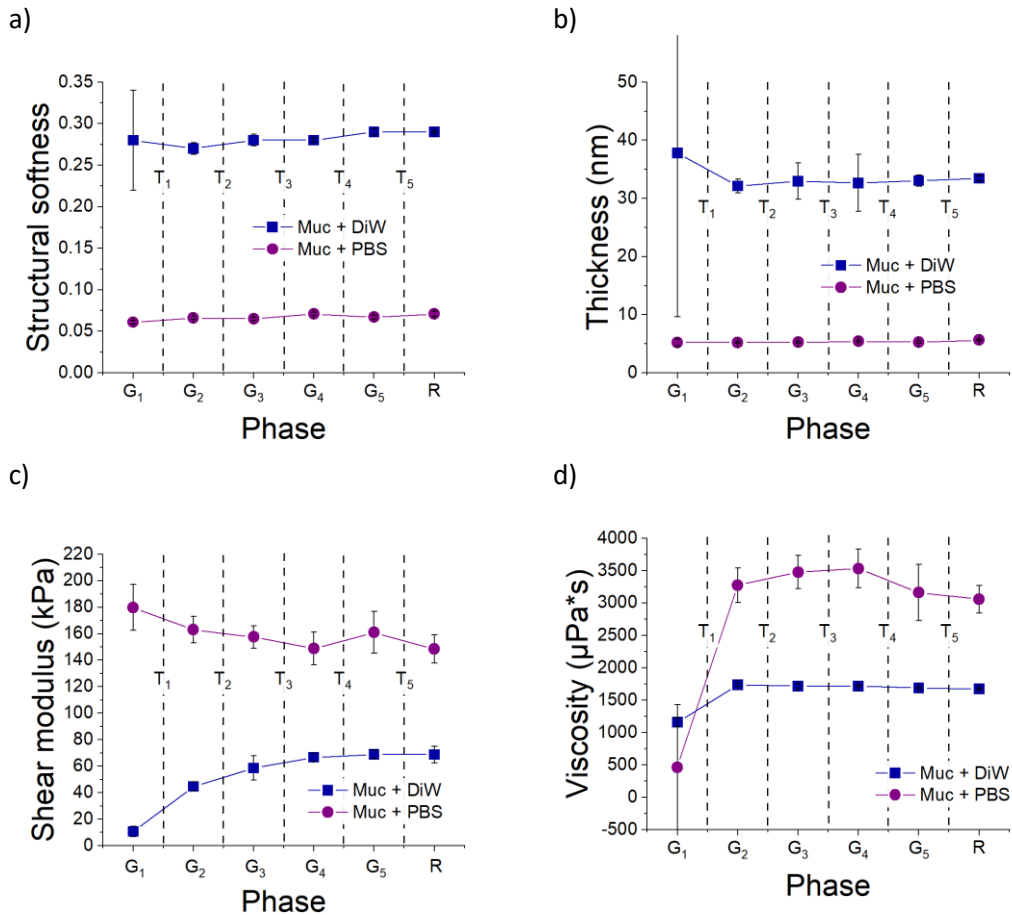 a)
Structural softness
0.35
0.30
0.25
0.20
0.15
0.10
0.05
0.00
T1 T2 T3 T4 T5
Muc + DiW
Muc + PBS
G1 G2 G3 G4 G5 R
Phase
b)
Thickness (nm)
50
40
30
20
10
0
T1 T2 T3 T4 T5
Muc + DiW
Muc + PBS
G1 G2 G3 G4 G5 R
Phase
c)
Shear modulus (kPa)
220
200
180
160
140
120
100
80
60
40
20
0
T1 T2 T3 T4 T5
Muc + DiW
Muc + PBS
G1 G2 G3 G4 G5 R
Phase
d)
Viscosity (µPa*s)
4000
3500
3000
2500
2000
1500
1000
500
0
-500
T1 T2 T3 T4 T5
Muc + DiW
Muc + PBS
G1 G2 G3 G4 G5 R
Phase